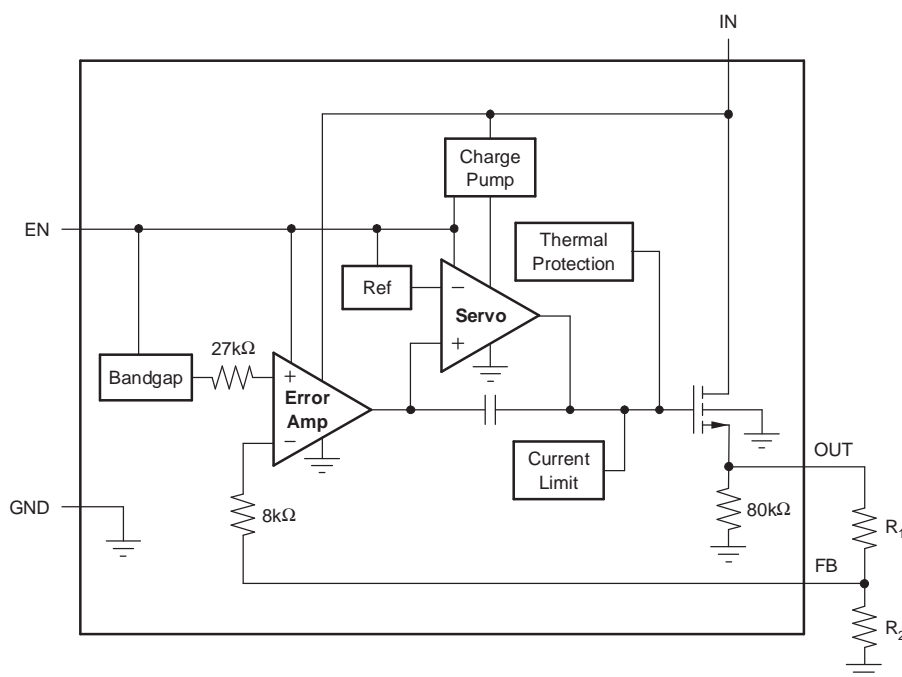 IN
Charge
Pump
EN
Thermal
Protection
Ref
−
Servo
+
27kΩ
Bandgap
+
Error
Amp
−
Current
Limit
OUT
GND
8kΩ
80kΩ
R1
FB
R2